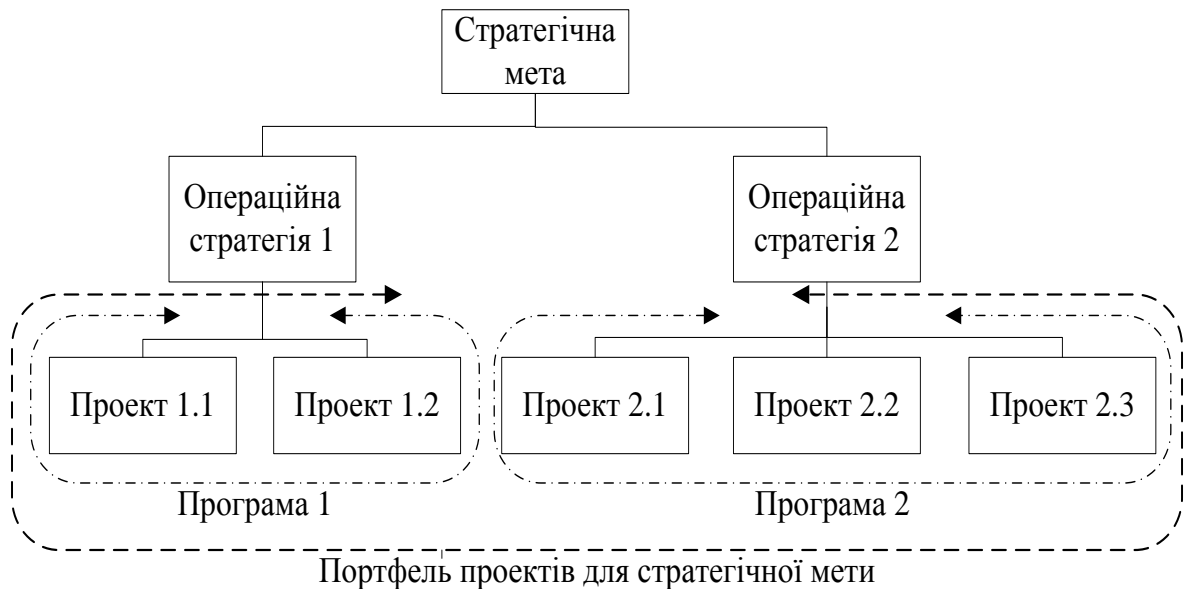 Стратегічна
мета
Операційна
стратегія 1
Операційна
стратегія 2
Проект 1.1
Проект 1.2
Проект 2.1
Проект 2.2
Проект 2.3
Програма 1
Програма 2
Портфель проектів для стратегічної мети